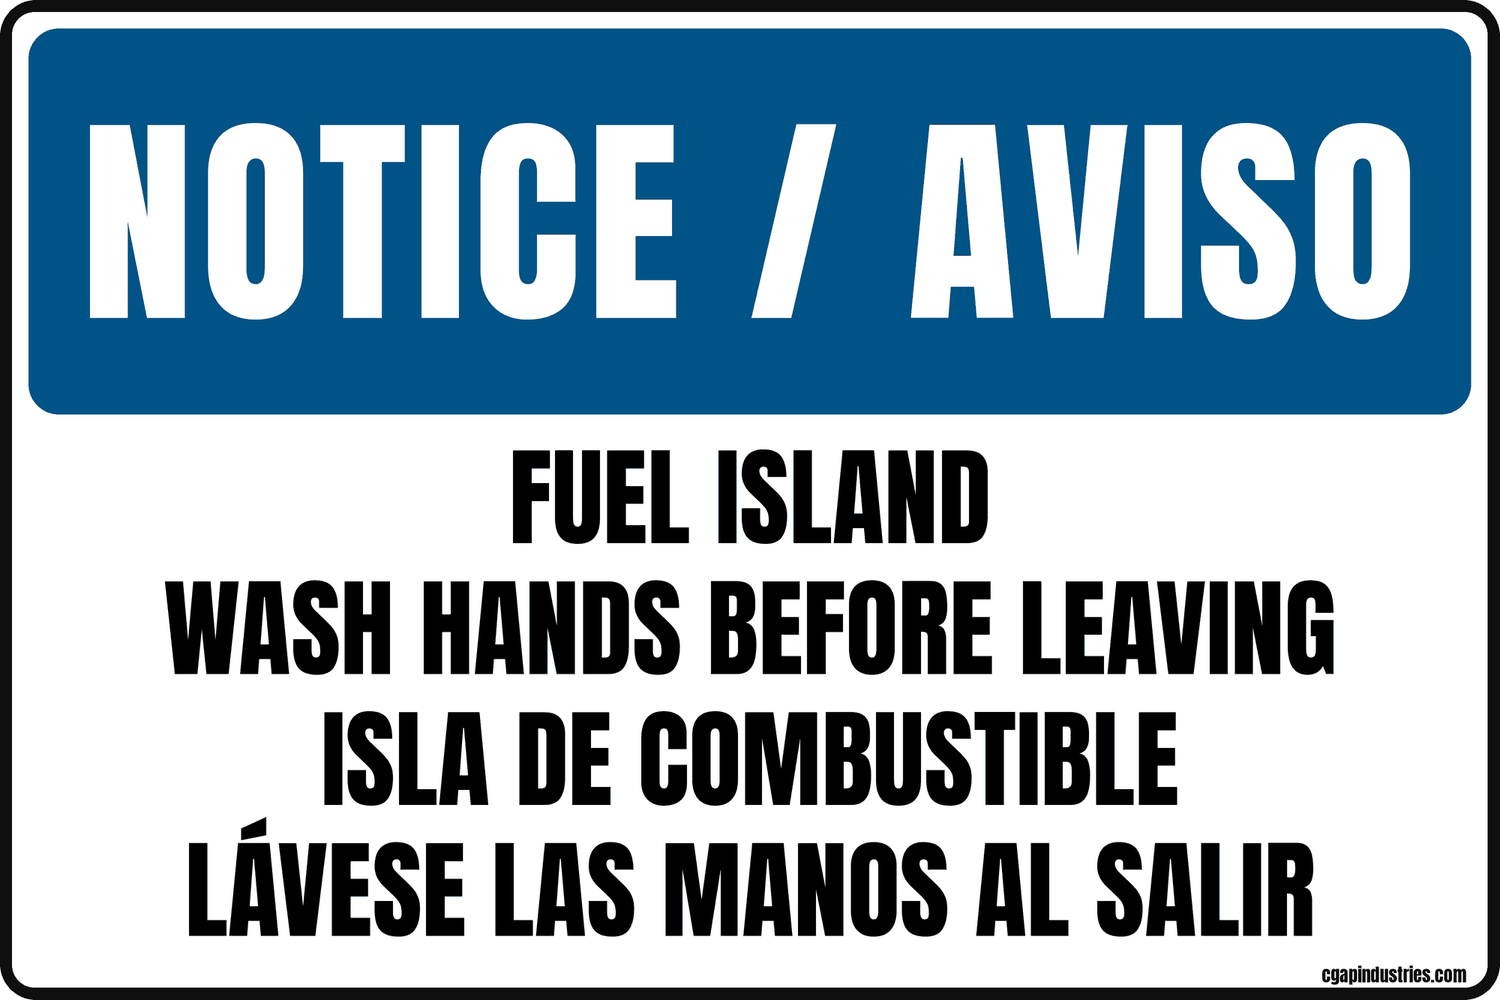 NOTICE / AVISO
FUEL ISLAND
WASH HANDS BEFORE LEAVING
ISLA DE COMBUSTIBLE
LÁVESE LAS MANOS AL SALIR
cgapindustries.com